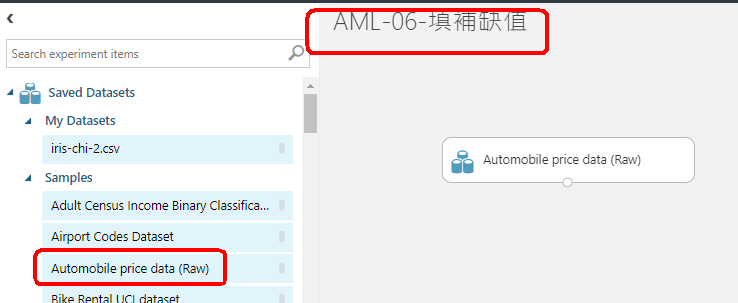 AML-06-填補缺值
Search experiment items
Saved Datasets
My Datasets
iris-chi-2.csv
Samples
Adult Census Income Binary Classifica...
Airport Codes Dataset
Automobile price data (Raw)
Bike Rental UCI dataset
Automobile price data (Raw)